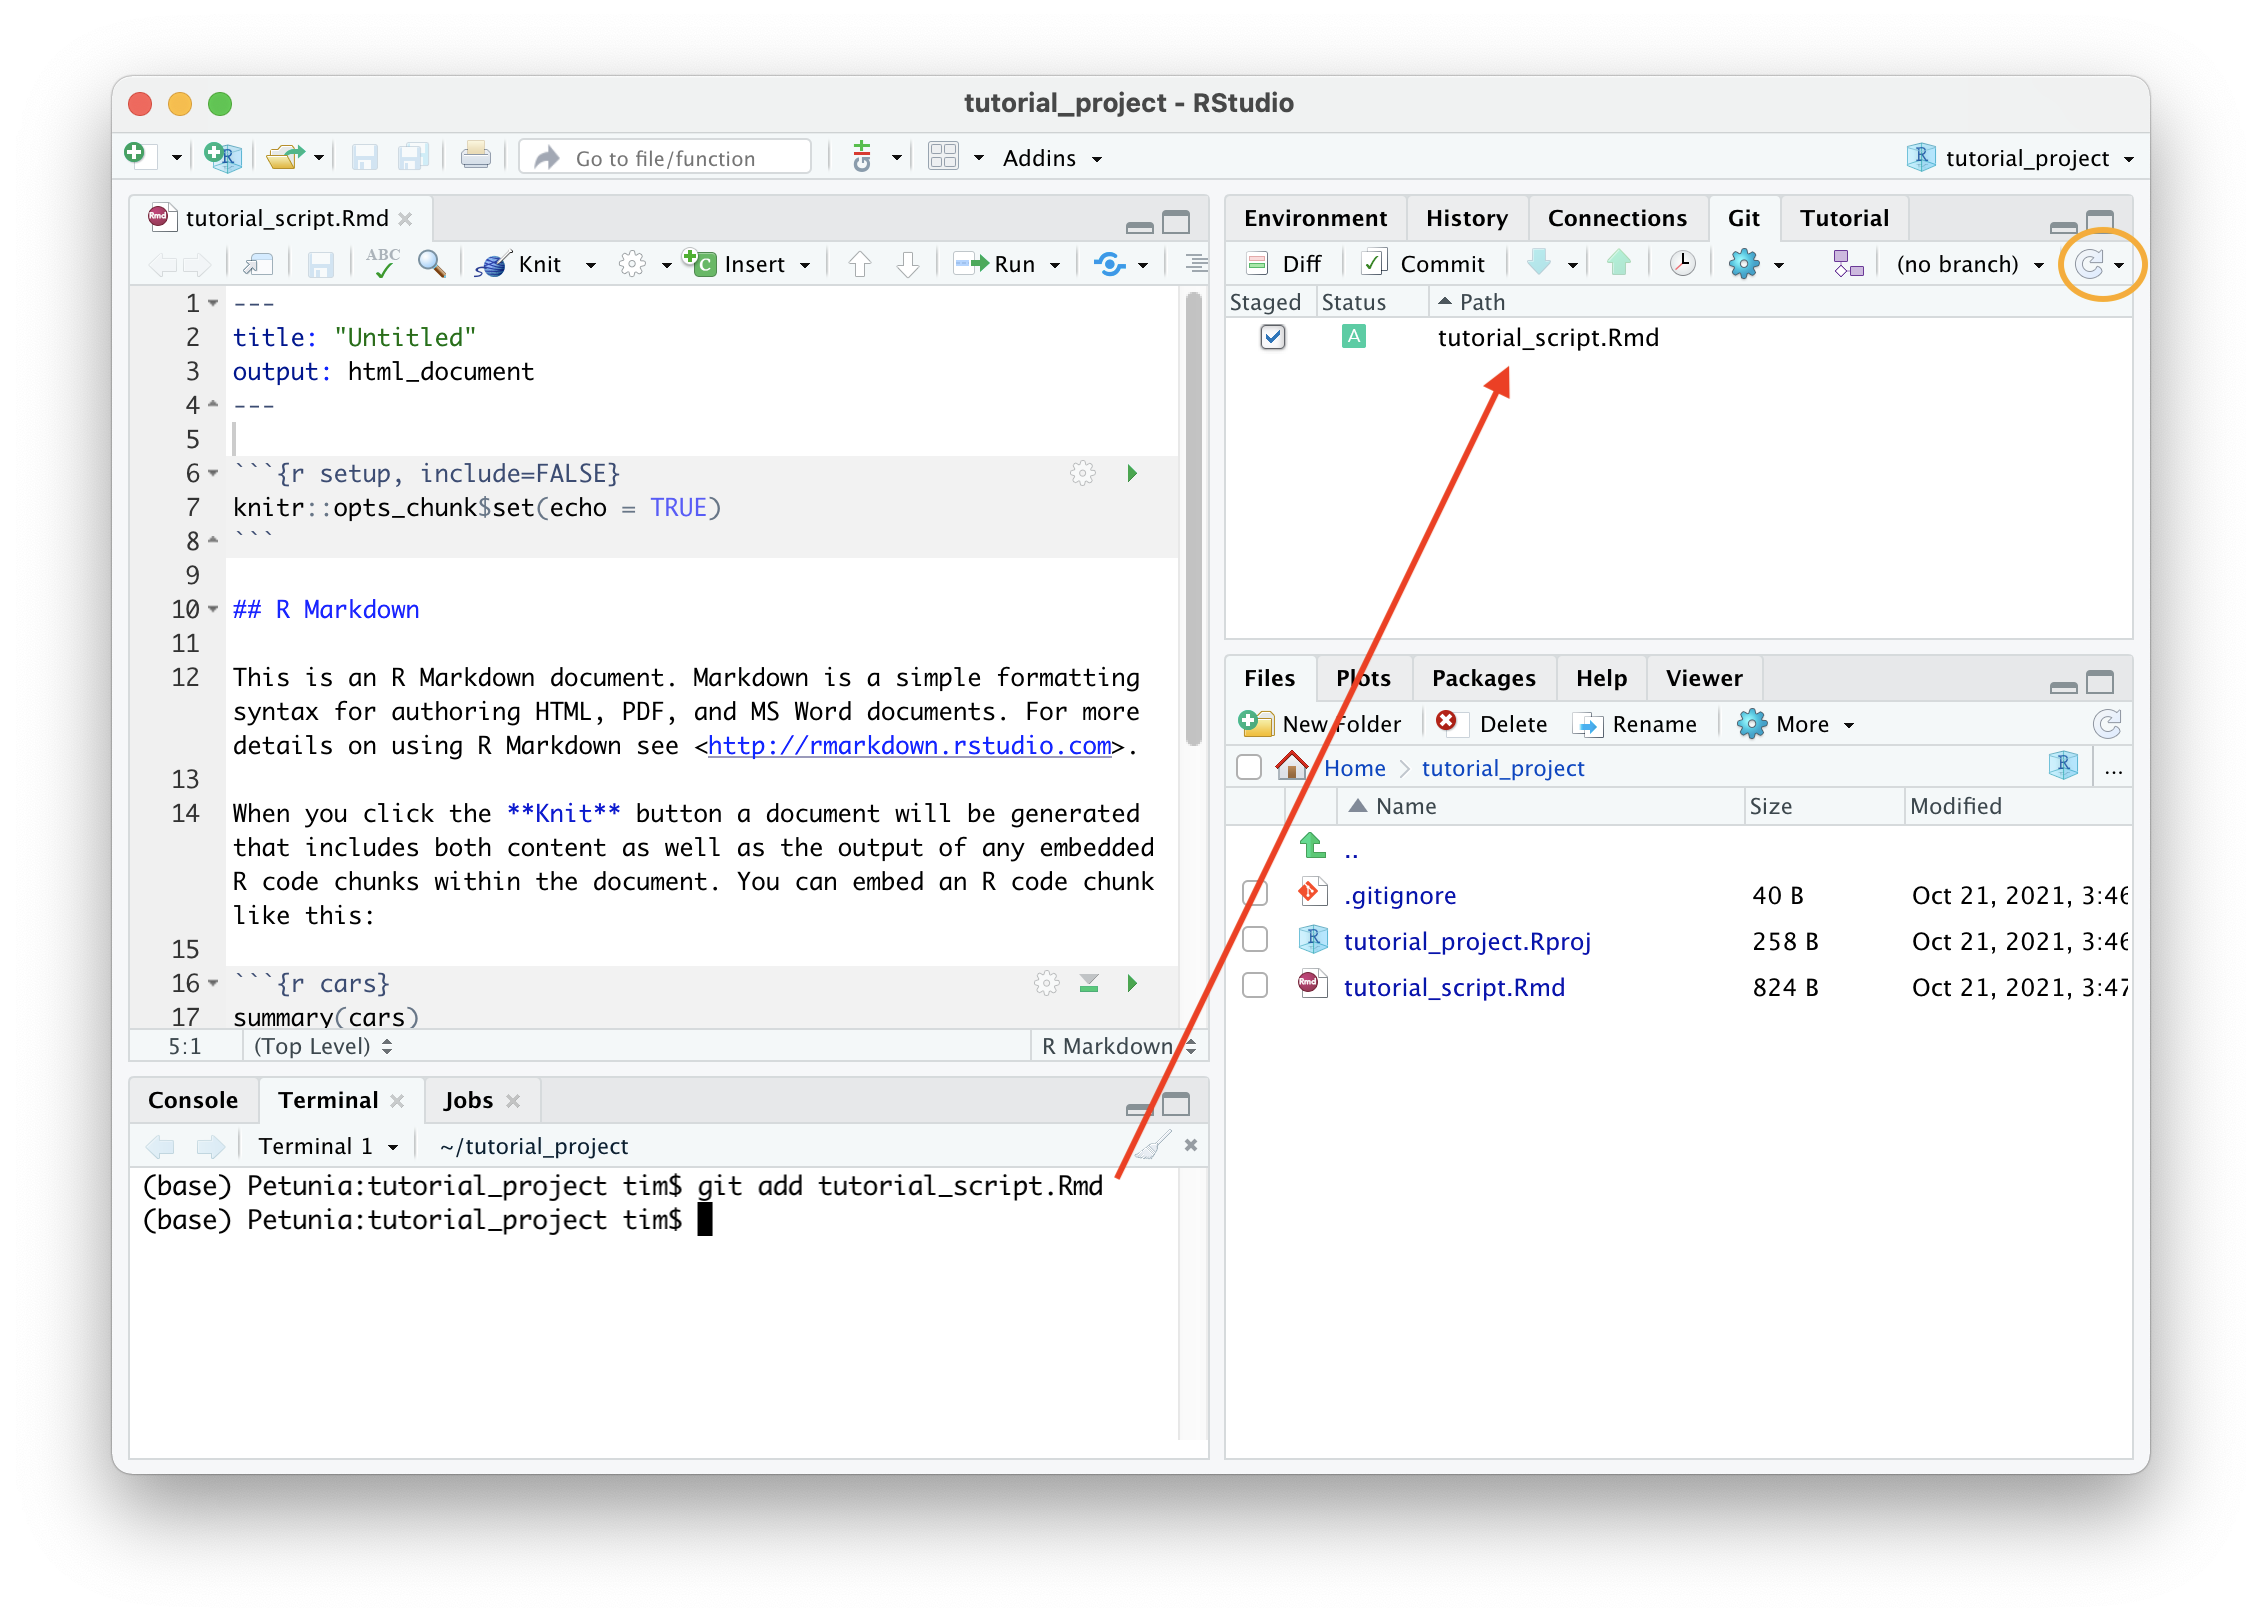 tutorial_project - RStudio
Go to file/function
Addins
tutorial_project
tutorial_script.Rmd
ABC
Knit
Insert
Run
1 ---
2 title: "Untitled"
3 output: html_document
4 ---
5
6 ```{r setup, include=FALSE}
7 knitr::opts_chunk$set(echo = TRUE)
8 ```
9
10 ## R Markdown
11
12 This is an R Markdown document. Markdown is a simple formatting
syntax for authoring HTML, PDF, and MS Word documents. For more
details on using R Markdown see <http://rmarkdown.rstudio.com>.
13
14 When you click the **Knit** button a document will be generated
that includes both content as well as the output of any embedded
R code chunks within the document. You can embed an R code chunk
like this:
15
16 ```{r cars}
17 summary(cars)
5:1 (Top Level) R Markdown
Console Terminal Jobs
Terminal 1 ~/tutorial_project
(base) Petunia:tutorial_project tim$ git add tutorial_script.Rmd
(base) Petunia:tutorial_project tim$
Environment History Connections Git Tutorial
Diff Commit (no branch)
Staged Status Path
A tutorial_script.Rmd
Files Plots Packages Help Viewer
New Folder Delete Rename More
Home tutorial_project ...
Name Size Modified
..
.gitignore 40 B Oct 21, 2021, 3:46
tutorial_project.Rproj 258 B Oct 21, 2021, 3:46
tutorial_script.Rmd 824 B Oct 21, 2021, 3:47